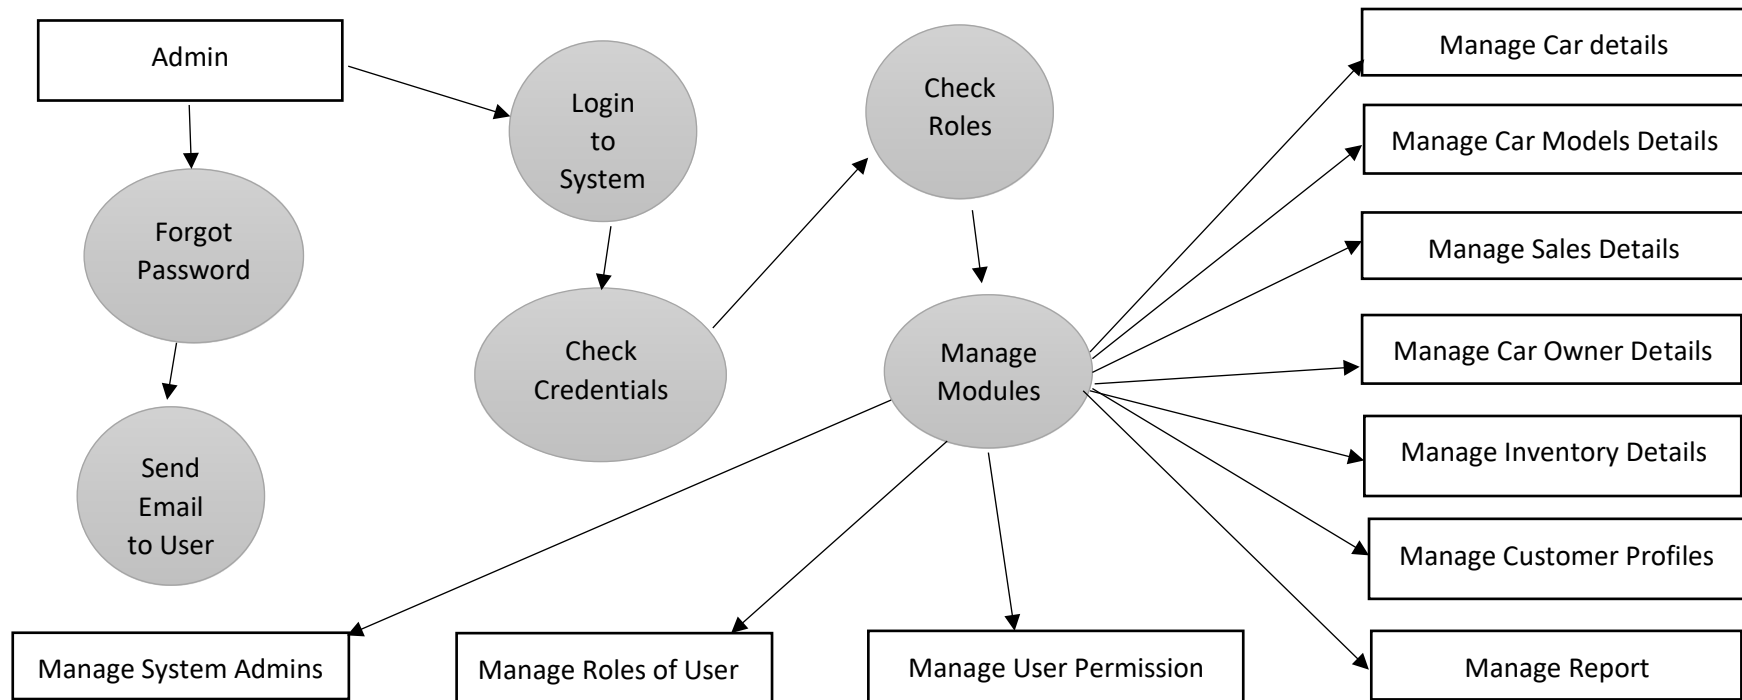 Admin
Login
to
System
Check
Roles
Manage Car details
Manage Car Models Details
Forgot
Password
Manage Sales Details
Check
Credentials
Manage
Modules
Manage Car Owner Details
Send
Email
to User
Manage Inventory Details
Manage Customer Profiles
Manage System Admins
Manage Roles of User
Manage User Permission
Manage Report